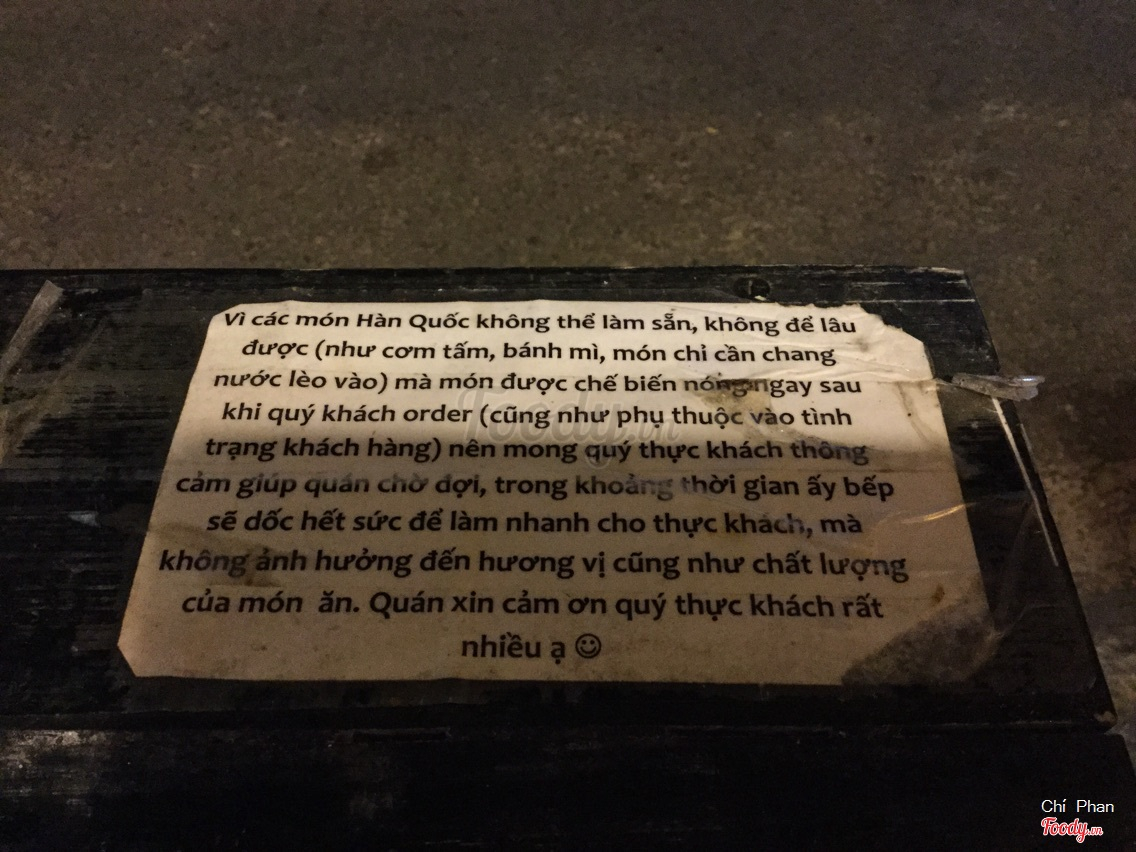 Vì các món Hàn Quốc không thể làm sẵn, không để lâu
được (như cơm tấm, bánh mì, món chỉ cần chang
nước lèo vào) mà món được chế biến nóng ngay sau
khi quý khách order (cũng như phụ thuộc vào tình
trạng khách hàng) nên mong quý thực khách thông
cảm giúp quán chờ đợi, trong khoảng thời gian ấy bếp
sẽ dốc hết sức để làm nhanh cho thực khách, mà
không ảnh hưởng đến hương vị cũng như chất lượng
của món ăn. Quán xin cảm ơn quý thực khách rất
nhiều ạ ☺
Foody.vn
Chí Phan
Foody.vn